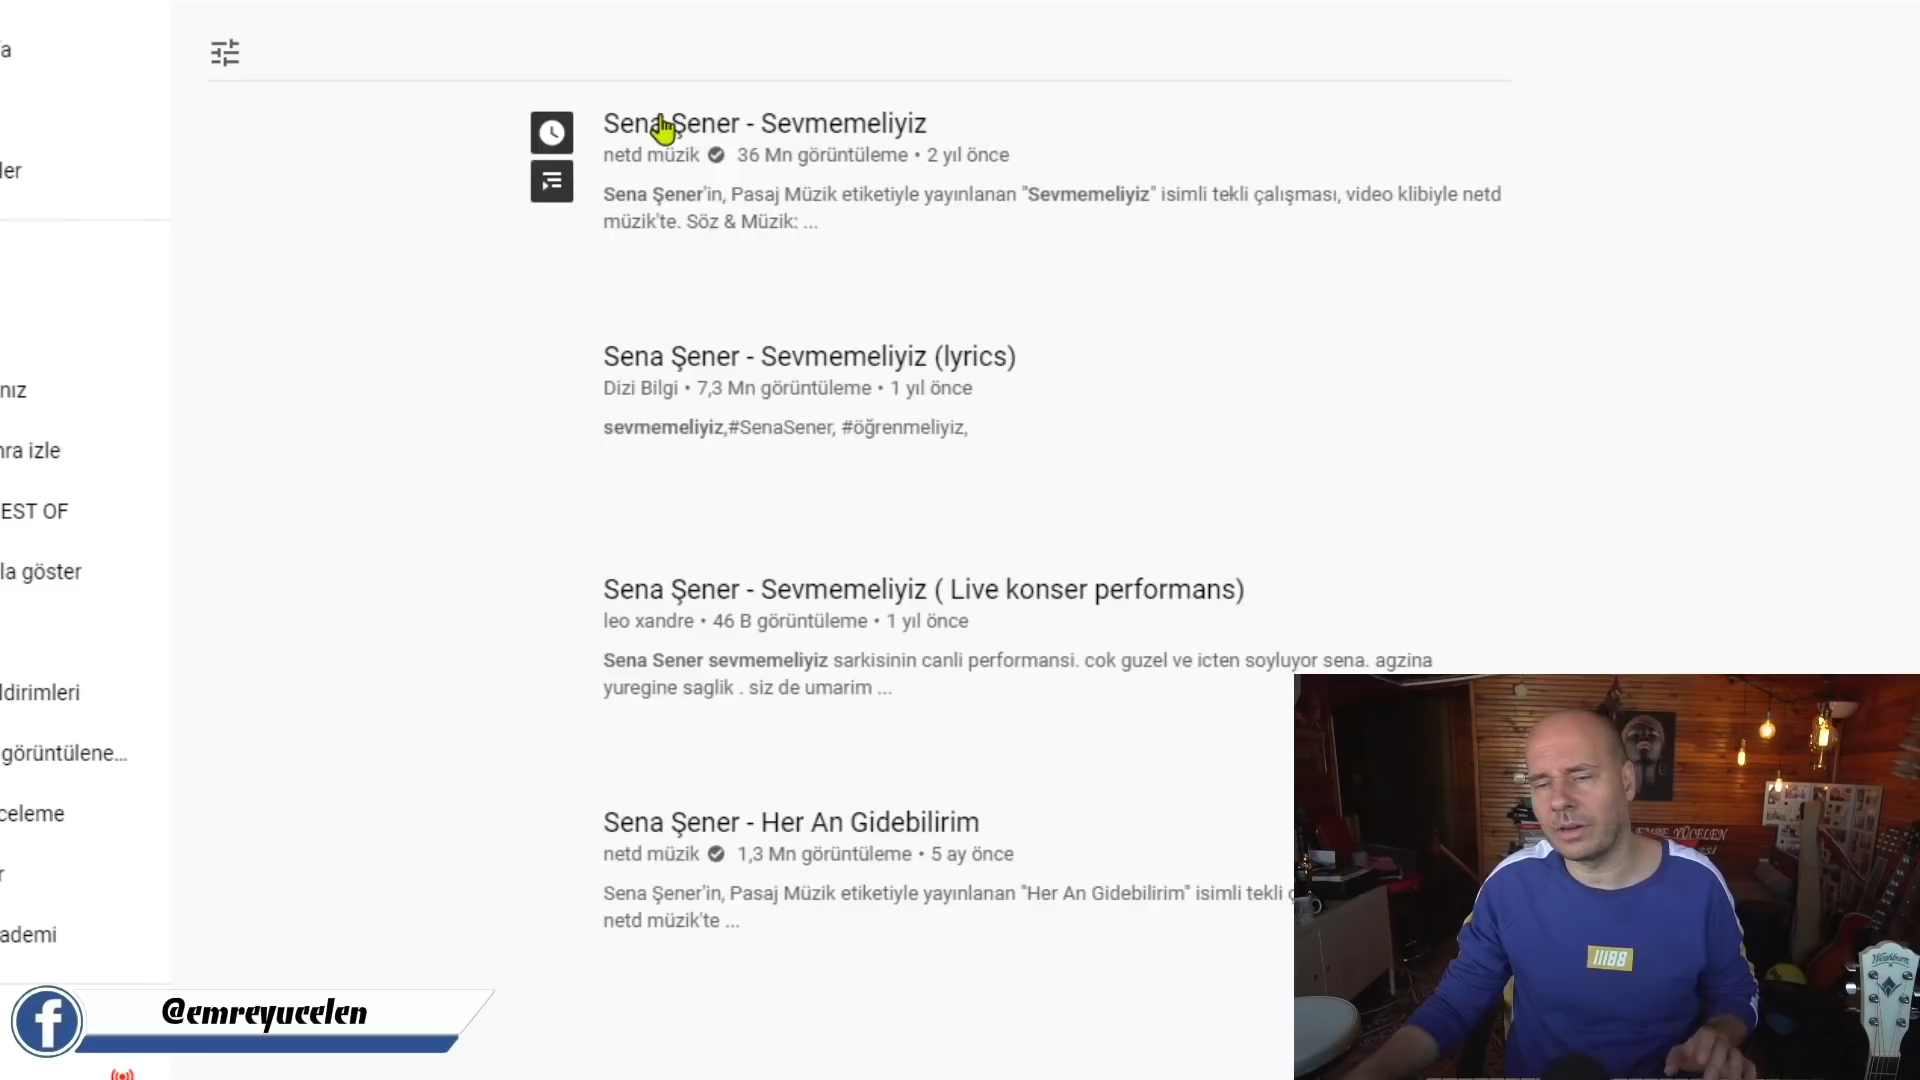 a
ler
nız
nra izle
EST OF
la göster
ldirimleri
görüntülene...
celeme
r
ademi
Sena Şener - Sevmemeliyiz
netd müzik 36 Mn görüntüleme • 2 yıl önce
Sena Şener'in, Pasaj Müzik etiketiyle yayınlanan "Sevmemeliyiz" isimli tekli çalışması, video klibiyle netd
müzik'te. Söz & Müzik: ...
Sena Şener - Sevmemeliyiz (lyrics)
Dizi Bilgi • 7,3 Mn görüntüleme • 1 yıl önce
sevmemeliyiz,#SenaSener, #öğrenmeliyiz,
Sena Şener - Sevmemeliyiz ( Live konser performans)
leo xandre • 46 B görüntüleme • 1 yıl önce
Sena Sener sevmemeliyiz sarkisinin canli performansi. cok guzel ve icten soyluyor sena. agzina
yuregine saglik . siz de umarim ...
Sena Şener - Her An Gidebilirim
netd müzik 1,3 Mn görüntüleme • 5 ay önce
Sena Şener'in, Pasaj Müzik etiketiyle yayınlanan "Her An Gidebilirim" isimli tekli
netd müzik'te ...
@emreyucelen
EMRE YÜCELEN
11188
Washburn